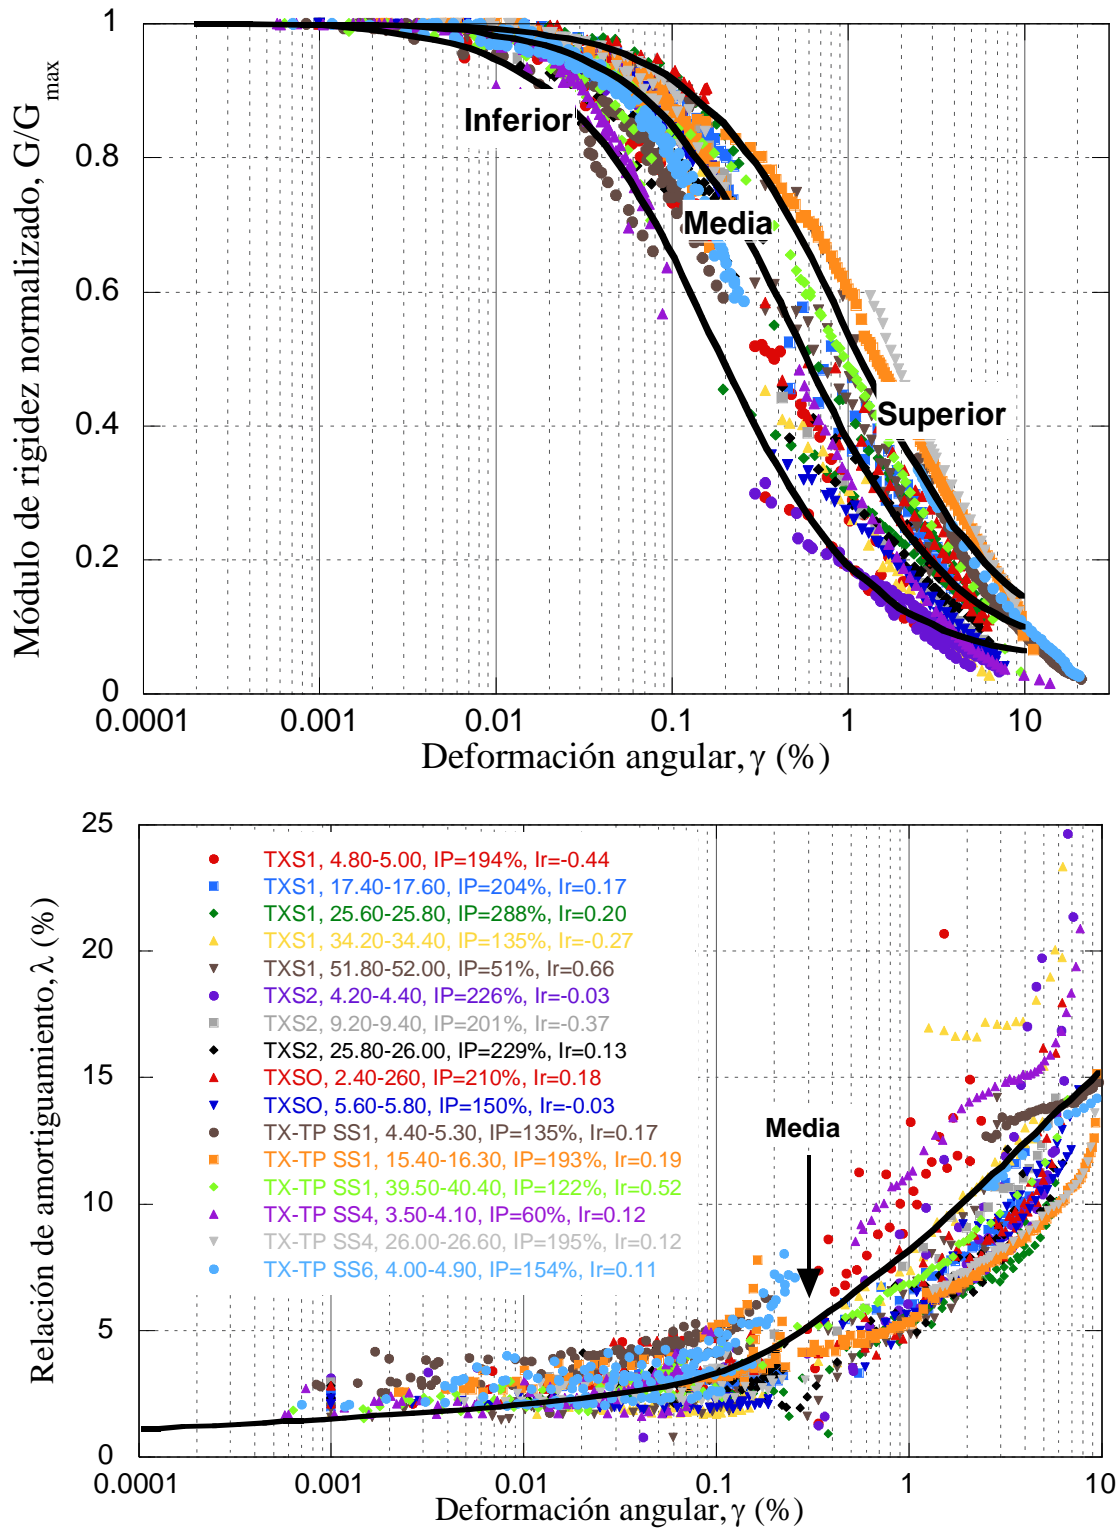 Módulo de rigidez normalizado, G/G max
1
0.8
0.6
0.4
0.2
0
Inferior
Media
Superior
0.0001 0.001 0.01 0.1 1 10
Deformación angular, γ (%)
Relación de amortiguamiento, λ (%)
25
20
15
10
5
0
TXS1, 4.80-5.00, IP=194%, Ir=-0.44
TXS1, 17.40-17.60, IP=204%, Ir=0.17
TXS1, 25.60-25.80, IP=288%, Ir=0.20
TXS1, 34.20-34.40, IP=135%, Ir=-0.27
TXS1, 51.80-52.00, IP=51%, Ir=0.66
TXS2, 4.20-4.40, IP=226%, Ir=-0.03
TXS2, 9.20-9.40, IP=201%, Ir=-0.37
TXS2, 25.80-26.00, IP=229%, Ir=0.13
TXSO, 2.40-260, IP=210%, Ir=0.18
TXSO, 5.60-5.80, IP=150%, Ir=-0.03
TX-TP SS1, 4.40-5.30, IP=135%, Ir=0.17
TX-TP SS1, 15.40-16.30, IP=193%, Ir=0.19
TX-TP SS1, 39.50-40.40, IP=122%, Ir=0.52
TX-TP SS4, 3.50-4.10, IP=60%, Ir=0.12
TX-TP SS4, 26.00-26.60, IP=195%, Ir=0.12
TX-TP SS6, 4.00-4.90, IP=154%, Ir=0.11
Media
0.0001 0.001 0.01 0.1 1 10
Deformación angular, γ (%)